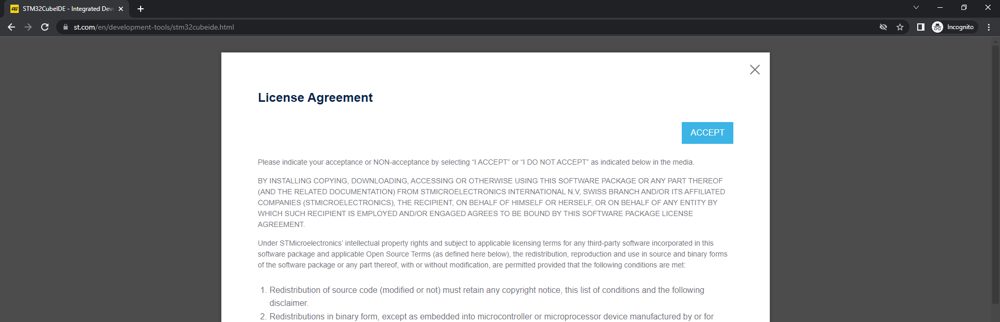 STM32CubeIDE - Integrated Dev
st.com/en/development-tools/stm32cubeide.html
Incognito
License Agreement
ACCEPT
Please indicate your acceptance or NON-acceptance by selecting “I ACCEPT” or “I DO NOT ACCEPT” as indicated below in the media.
BY INSTALLING COPYING, DOWNLOADING, ACCESSING OR OTHERWISE USING THIS SOFTWARE PACKAGE OR ANY PART THEREOF
(AND THE RELATED DOCUMENTATION) FROM STMICROELECTRONICS INTERNATIONAL N.V, SWISS BRANCH AND/OR ITS AFFILIATED
COMPANIES (STMICROELECTRONICS), THE RECIPIENT, ON BEHALF OF HIMSELF OR HERSELF, OR ON BEHALF OF ANY ENTITY BY
WHICH SUCH RECIPIENT IS EMPLOYED AND/OR ENGAGED AGREES TO BE BOUND BY THIS SOFTWARE PACKAGE LICENSE
AGREEMENT.
Under STMicroelectronics’ intellectual property rights and subject to applicable licensing terms for any third-party software incorporated in this
software package and applicable Open Source Terms (as defined here below), the redistribution, reproduction and use in source and binary forms
of the software package or any part thereof, with or without modification, are permitted provided that the following conditions are met:
1. Redistribution of source code (modified or not) must retain any copyright notice, this list of conditions and the following
disclaimer.
2. Redistributions in binary form, except as embedded into microcontroller or microprocessor device manufactured by or for